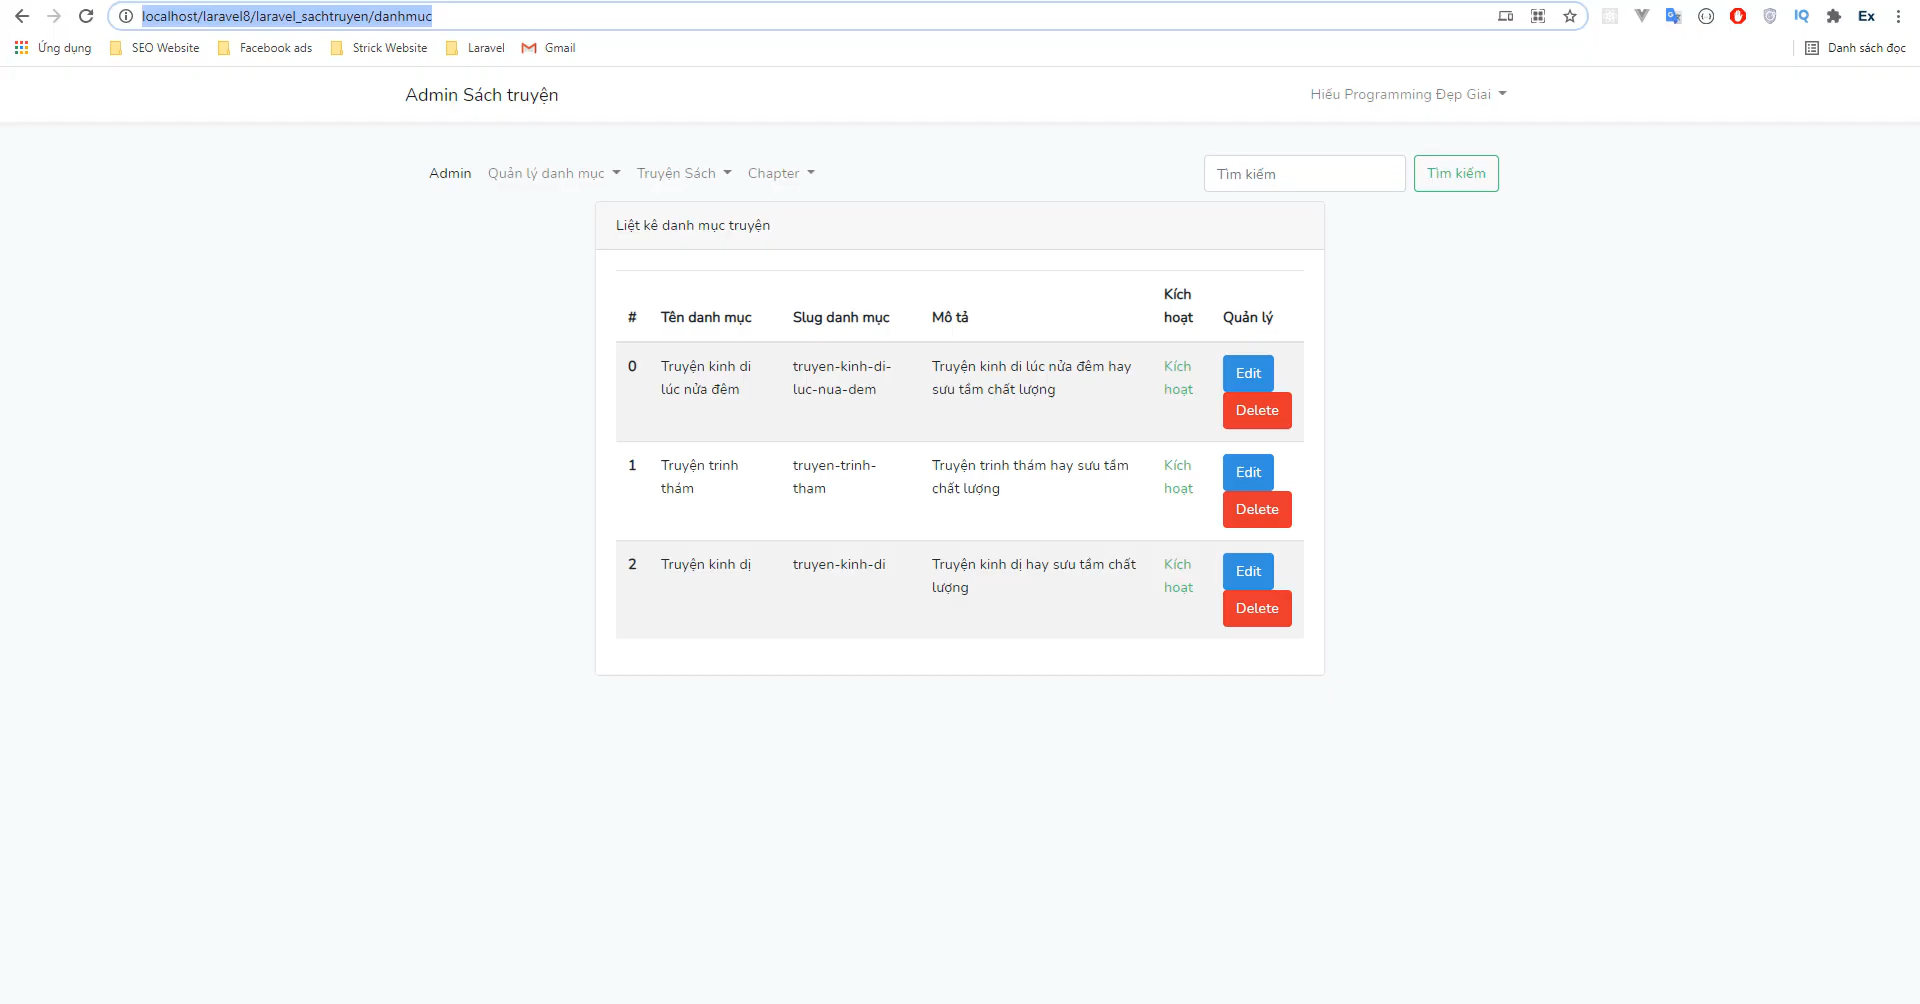 localhost/laravel8/laravel_sachtruyen/danhmuc
Ex
Ứng dụng SEO Website Facebook ads Strick Website Laravel Gmail Danh sách đọc
Admin Sách truyện Hiếu Programming Đẹp Giai
Admin Quản lý danh mục Truyện Sách Chapter Tìm kiếm Tìm kiếm
Liệt kê danh mục truyện
# Tên danh mục Slug danh mục Mô tả Kích hoạt Quản lý
0 Truyện kinh di truyen-kinh-di- Truyện kinh di lúc nửa đêm hay Kích Edit
lúc nửa đêm luc-nua-dem sưu tầm chất lượng hoạt Delete
1 Truyện trinh truyen-trinh- Truyện trinh thám hay sưu tầm Kích Edit
thám tham chất lượng hoạt Delete
2 Truyện kinh dị truyen-kinh-di Truyện kinh dị hay sưu tầm chất Kích Edit
lượng hoạt Delete